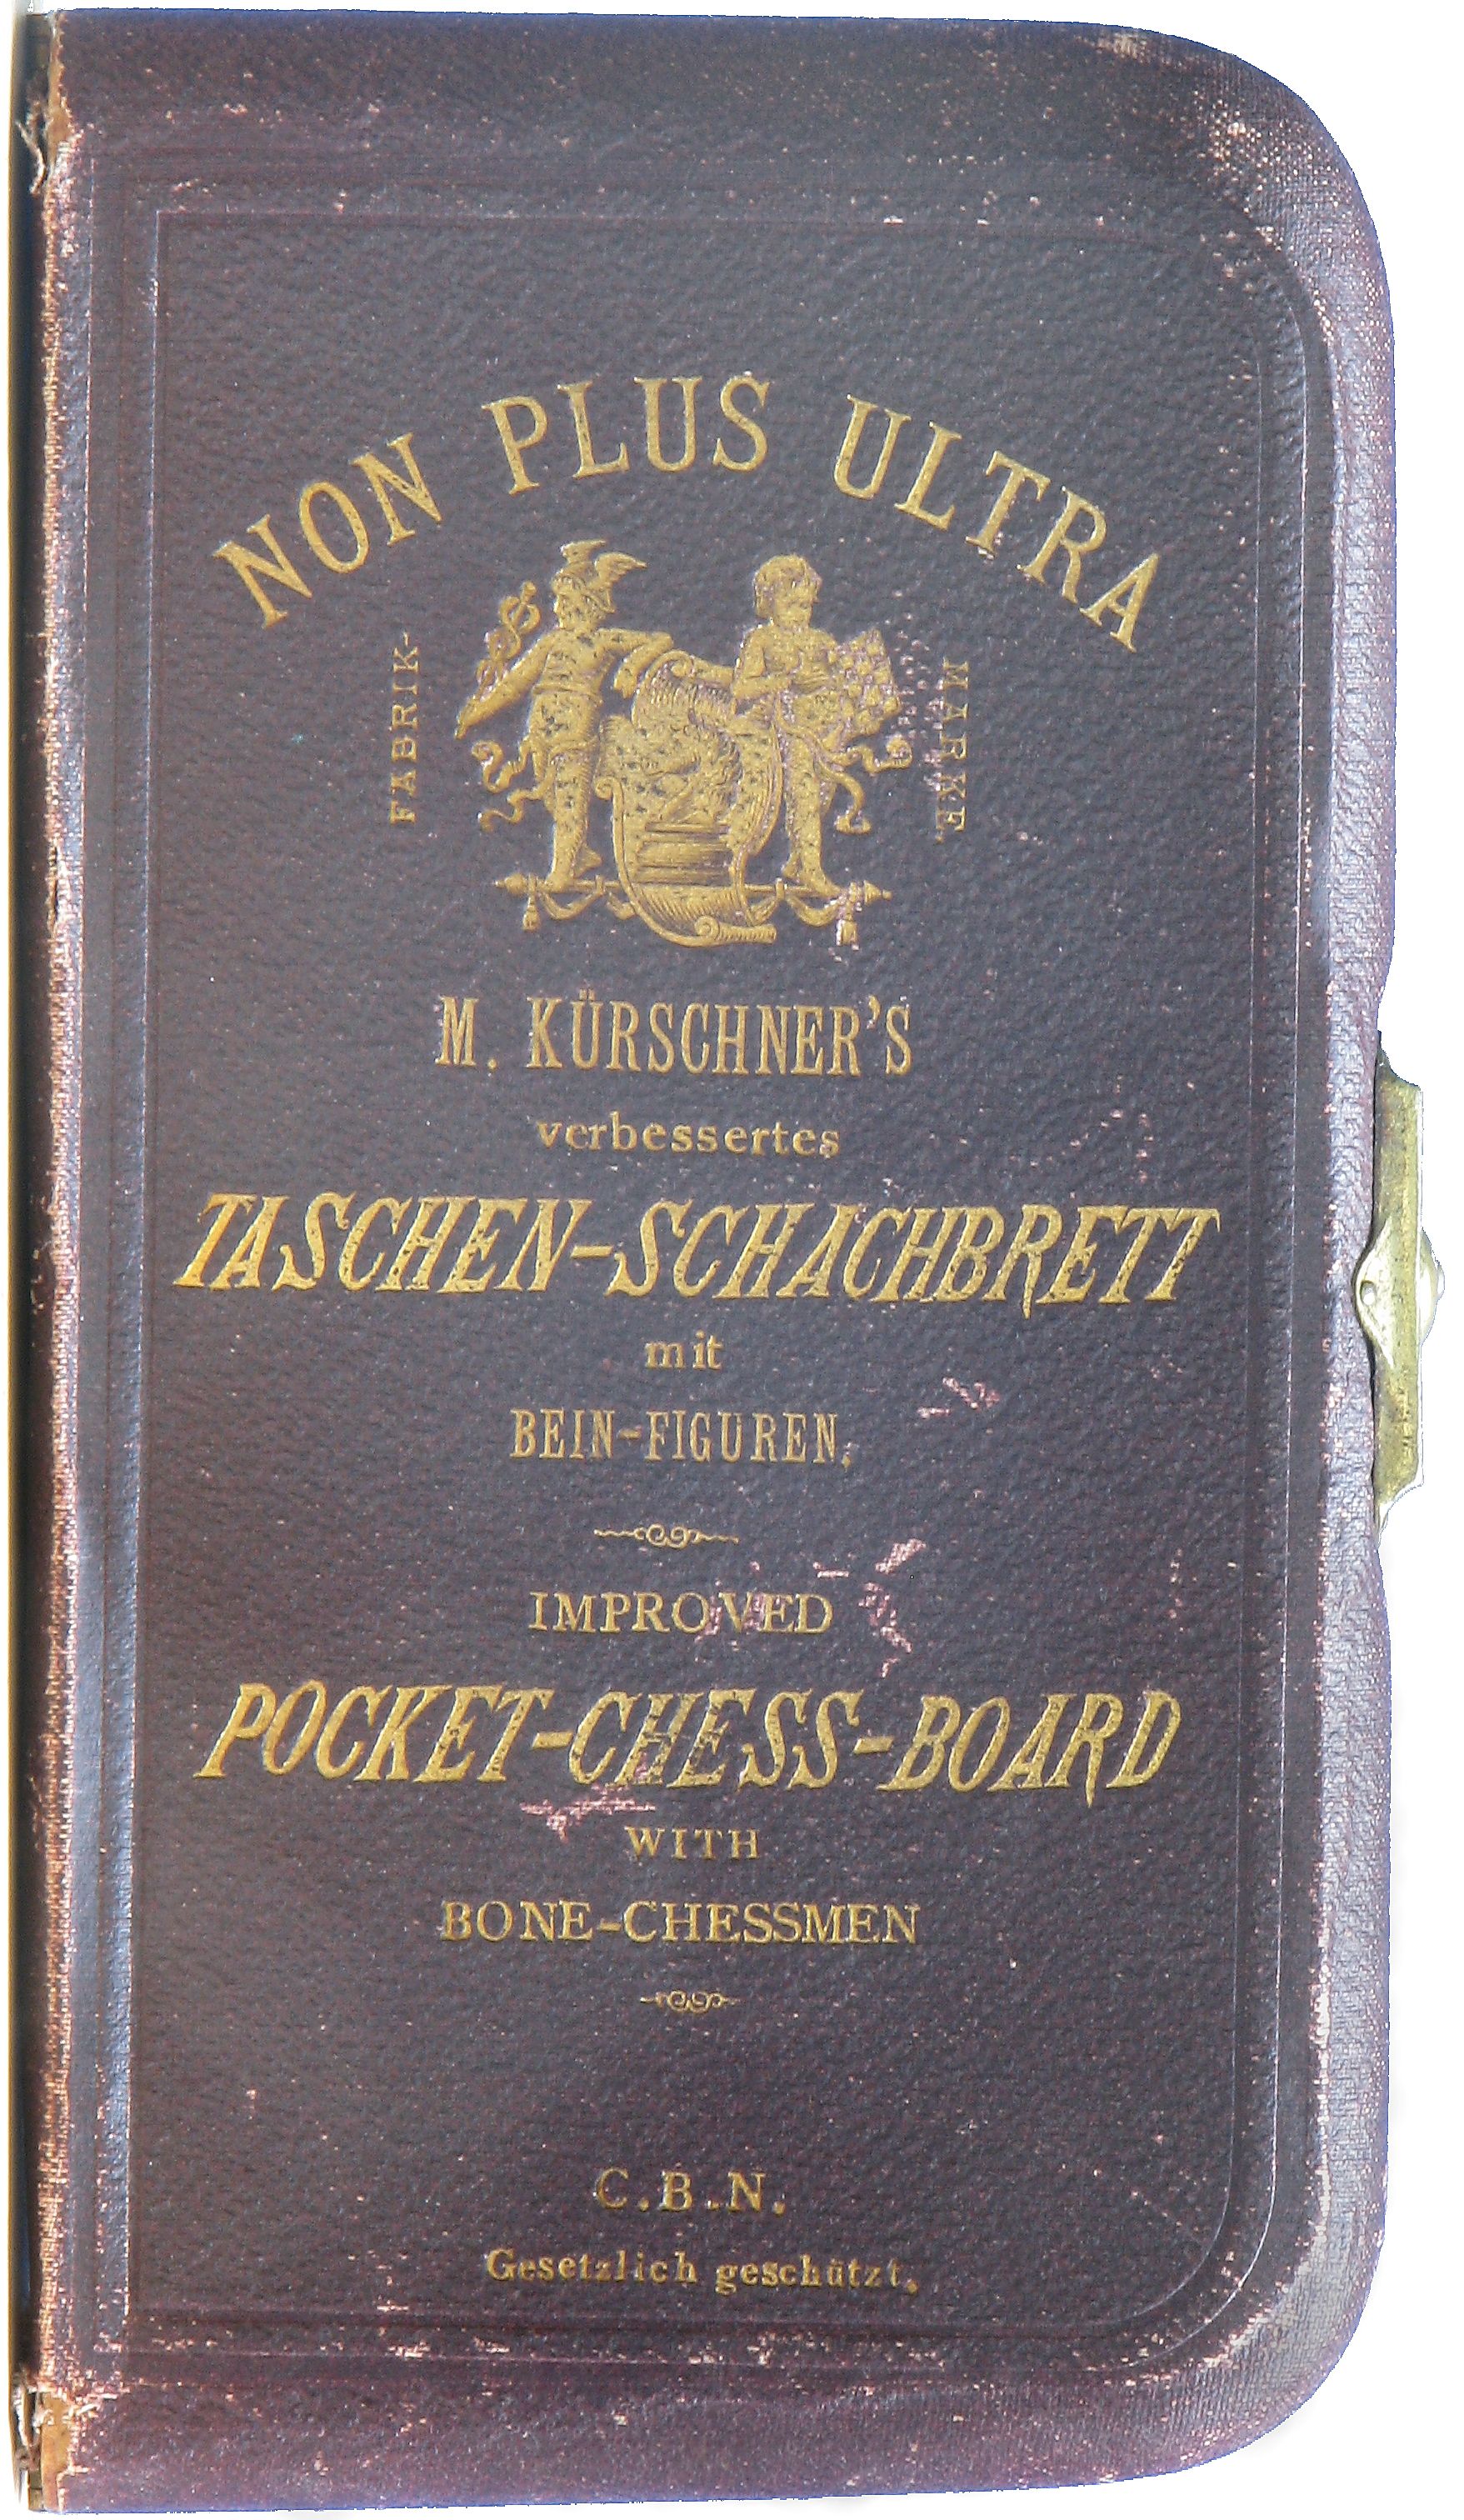 NON PLUS ULTRA
FABRIK-
MARKE.
M. KÜRSCHNER'S
verbessertes
TASCHEN-SCHACHBRETT
mit
BEIN-FIGUREN.
IMPROVED
POCKET-CHESS-BOARD
WITH
BONE-CHESSMEN
C.B.N.
Gesetzlich geschützt.